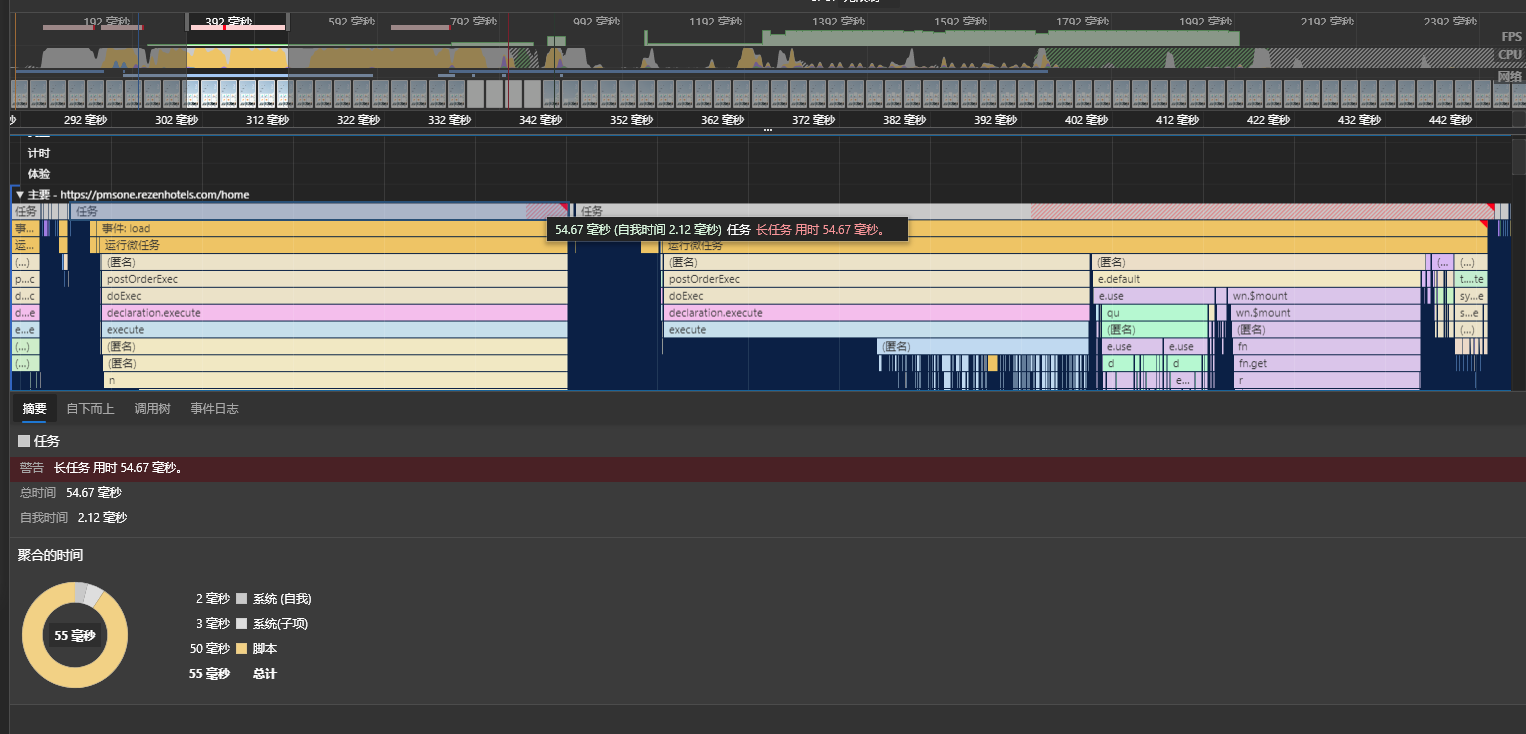 192 毫秒 392 毫秒 592 毫秒 792 毫秒 992 毫秒 1192 毫秒 1392 毫秒 1592 毫秒 1792 毫秒 1992 毫秒 2192 毫秒 2392 毫秒
FPS
CPU
网络
292 毫秒 302 毫秒 312 毫秒 322 毫秒 332 毫秒 342 毫秒 352 毫秒 362 毫秒 372 毫秒 382 毫秒 392 毫秒 402 毫秒 412 毫秒 422 毫秒 432 毫秒 442 毫秒
...
计时
体验
▼ 主要 - https://pmsone.rezenhotels.com/home
任务 任务 任务
事... 事件: load
54.67 毫秒 (自我时间 2.12 毫秒) 任务 长任务 用时 54.67 毫秒。
运... 运行微任务 运行微任务
(...) (匿名) (匿名) (匿名) (... (...)
p...c postOrderExec postOrderExec e.default t...te
d...c doExec doExec e.use wn.$mount sy...e
d...e declaration.execute declaration.execute qu wn.$mount s...e
e...e execute execute (匿名) (匿名) (...)
(...) (匿名) (匿名) e.use e.use fn
(...) (匿名) d d fn.get
n e... r
摘要 自下而上 调用树 事件日志
任务
警告 长任务 用时 54.67 毫秒。
总时间 54.67 毫秒
自我时间 2.12 毫秒
聚合的时间
2 毫秒 系统 (自我)
3 毫秒 系统(子项)
55 毫秒
50 毫秒 脚本
55 毫秒 总计